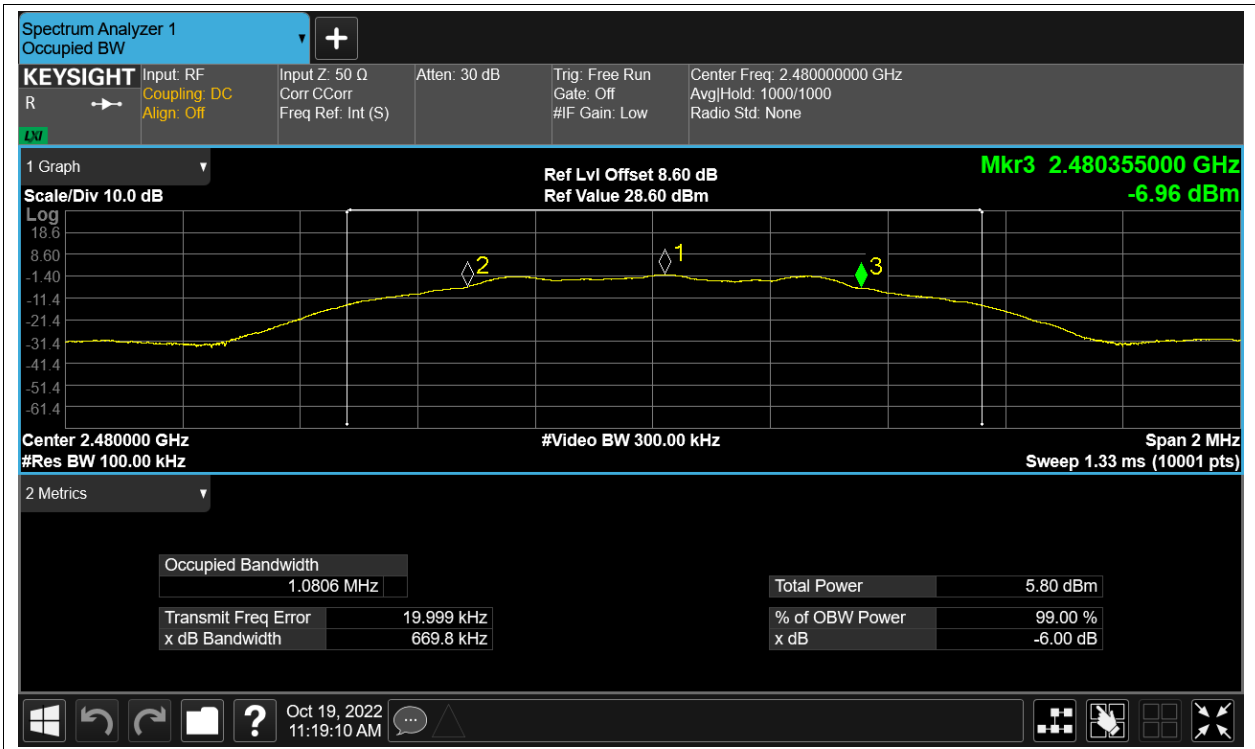 Spectrum Analyzer 1
Occupied BW
▼
+
KEYSIGHT
R
LXI
Input: RF
Coupling: DC
Align: Off
Input Z: 50 Ω
Corr CCorr
Freq Ref: Int (S)
Atten: 30 dB
Trig: Free Run
Gate: Off
#IF Gain: Low
Center Freq: 2.480000000 GHz
Avg|Hold: 1000/1000
Radio Std: None
1 Graph ▼
Scale/Div 10.0 dB
Ref Lvl Offset 8.60 dB
Ref Value 28.60 dBm
Mkr3 2.480355000 GHz
-6.96 dBm
Log
18.6
8.60
-1.40
-11.4
-21.4
-31.4
-41.4
-51.4
-61.4
2
1
3
Center 2.480000 GHz
#Res BW 100.00 kHz
#Video BW 300.00 kHz
Span 2 MHz
Sweep 1.33 ms (10001 pts)
2 Metrics ▼
Occupied Bandwidth
1.0806 MHz
Transmit Freq Error 19.999 kHz
x dB Bandwidth 669.8 kHz
Total Power 5.80 dBm
% of OBW Power 99.00 %
x dB -6.00 dB
?
Oct 19, 2022
11:19:10 AM